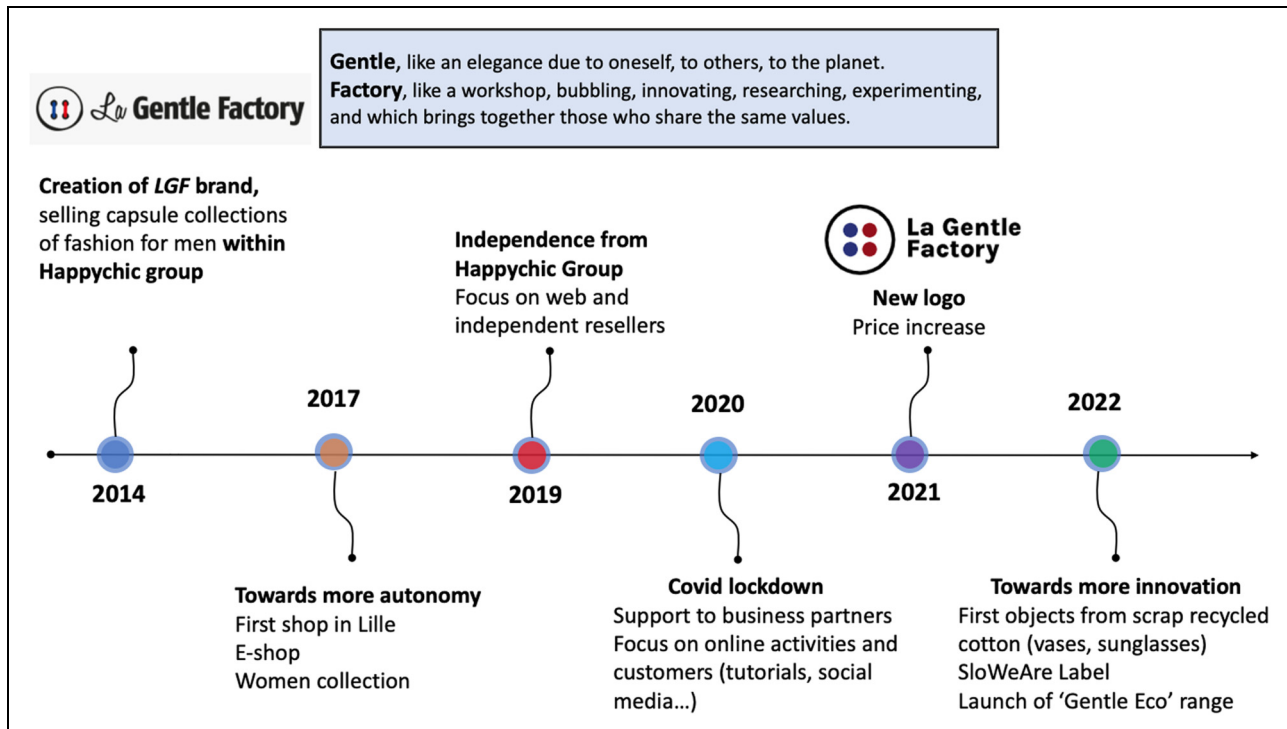 Gentle, like an elegance due to oneself, to others, to the planet.
Factory, like a workshop, bubbling, innovating, researching, experimenting,
and which brings together those who share the same values.
La Gentle Factory
Creation of LGF brand,
selling capsule collections
of fashion for men within
Happychic group
2014
2017
Towards more autonomy
First shop in Lille
E-shop
Women collection
Independence from
Happychic Group
Focus on web and
independent resellers
2019
2020
Covid lockdown
Support to business partners
Focus on online activities and
customers (tutorials, social
media...)
La Gentle
Factory
New logo
Price increase
2021
2022
Towards more innovation
First objects from scrap recycled
cotton (vases, sunglasses)
SloWeAre Label
Launch of ‘Gentle Eco’ range